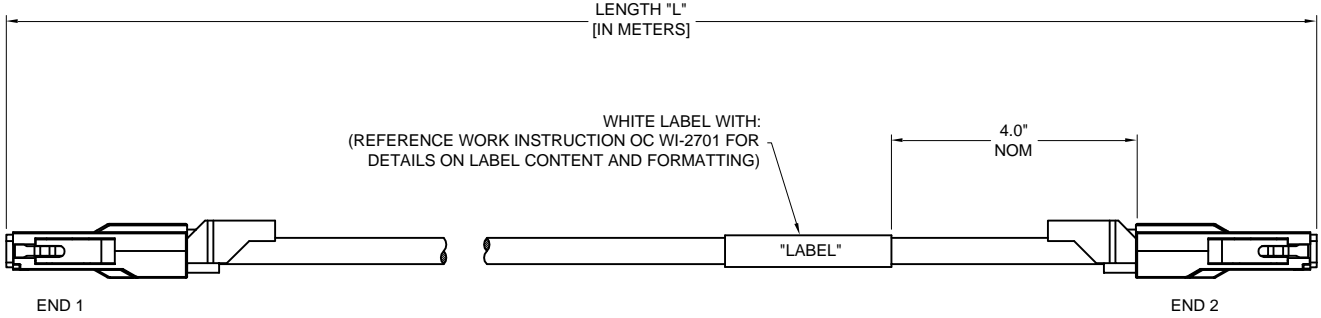 LENGTH "L"
[IN METERS]
WHITE LABEL WITH:
(REFERENCE WORK INSTRUCTION OC WI-2701 FOR
DETAILS ON LABEL CONTENT AND FORMATTING)
4.0"
NOM
"LABEL"
END 1
END 2